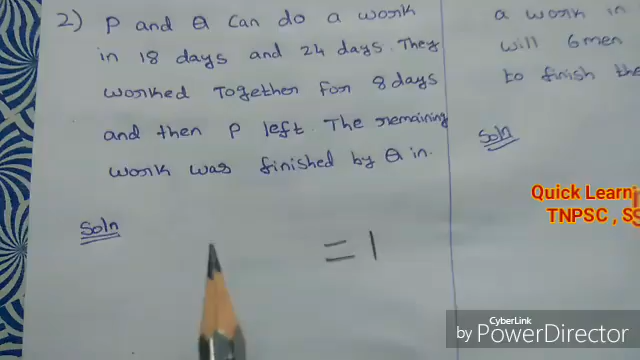 2) P and Q can do a work
in 18 days and 24 days. They
worked Together for 8 days
and then P left. The remaining
work was finished by Q in.
Soln
= 1
a work in
will 6 men
to finish the
Soln
Quick Learni
TNPSC , SS
CyberLink
by PowerDirector